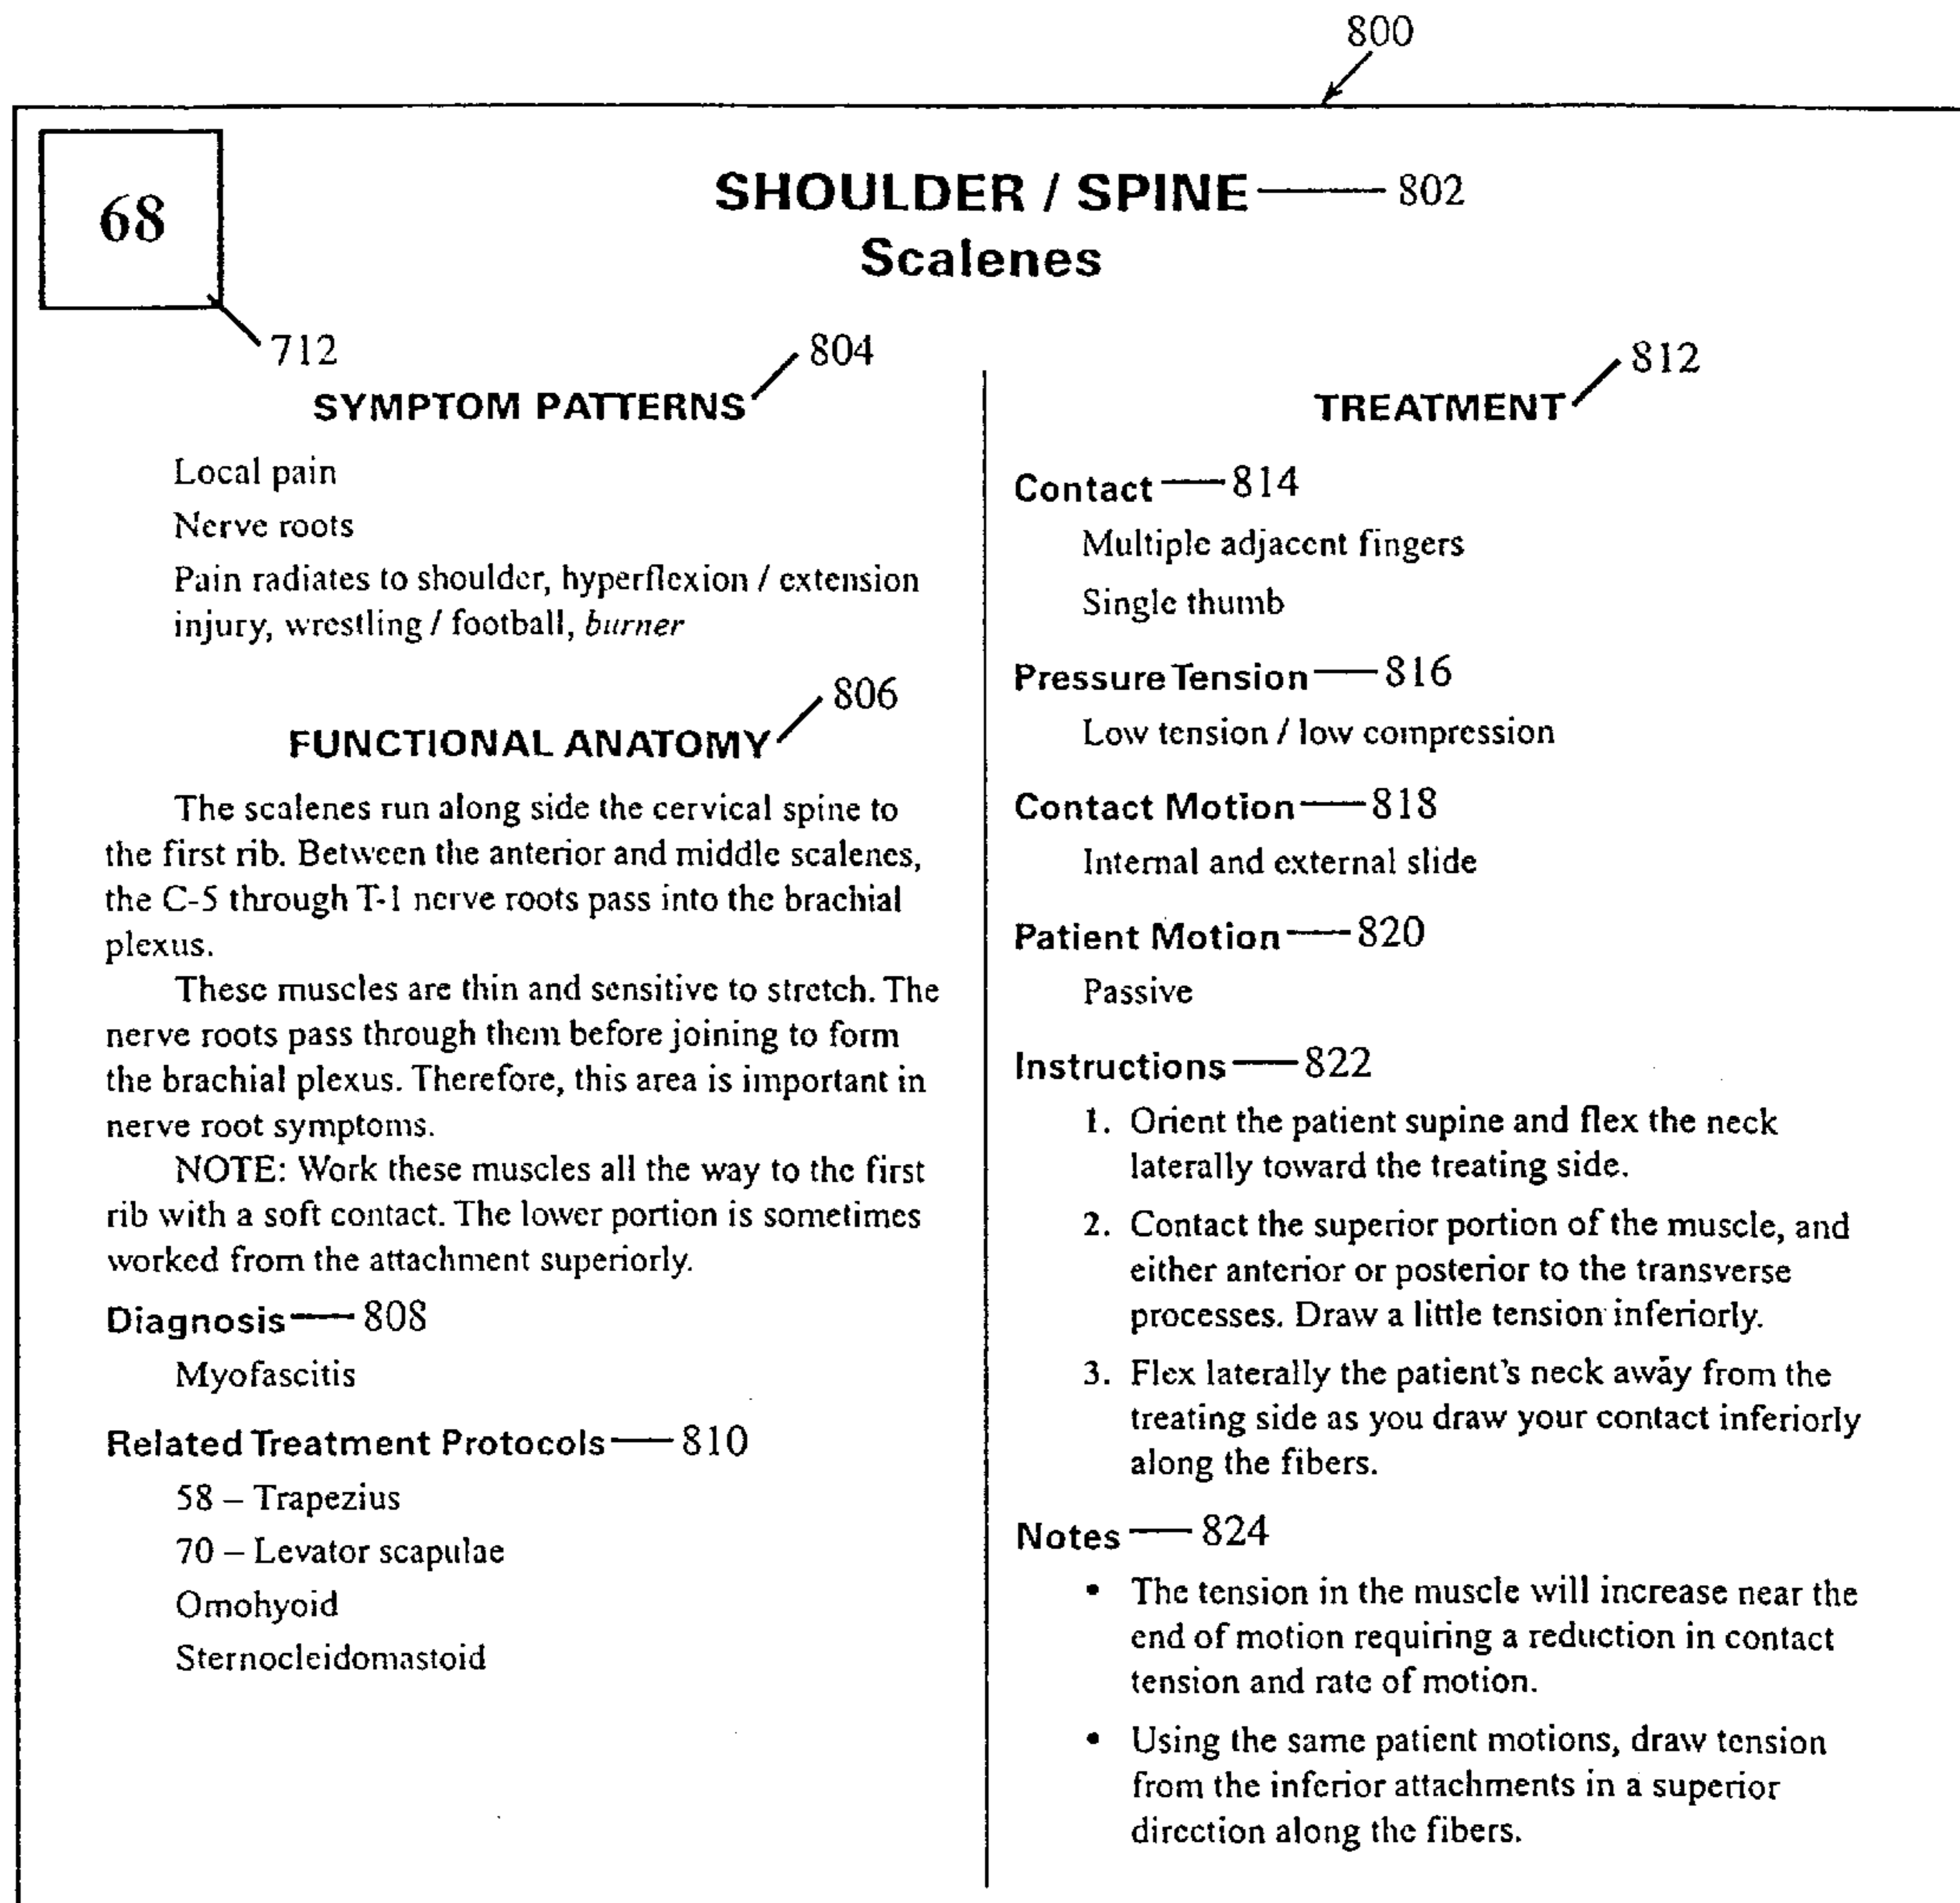 800
68
SHOULDER / SPINE 802
Scalenes
712
804
SYMPTOM PATTERNS
Local pain
Nerve roots
Pain radiates to shoulder, hyperflexion / extension
injury, wrestling / football, burner
806
FUNCTIONAL ANATOMY
The scalenes run along side the cervical spine to
the first rib. Between the anterior and middle scalenes,
the C-5 through T-1 nerve roots pass into the brachial
plexus.
These muscles are thin and sensitive to stretch. The
nerve roots pass through them before joining to form
the brachial plexus. Therefore, this area is important in
nerve root symptoms.
NOTE: Work these muscles all the way to the first
rib with a soft contact. The lower portion is sometimes
worked from the attachment superiorly.
Diagnosis 808
Myofascitis
Related Treatment Protocols 810
58 – Trapezius
70 – Levator scapulae
Omohyoid
Sternocleidomastoid
812
TREATMENT
Contact 814
Multiple adjacent fingers
Single thumb
Pressure Tension 816
Low tension / low compression
Contact Motion 818
Internal and external slide
Patient Motion 820
Passive
Instructions 822
1. Orient the patient supine and flex the neck
laterally toward the treating side.
2. Contact the superior portion of the muscle, and
either anterior or posterior to the transverse
processes. Draw a little tension inferiorly.
3. Flex laterally the patient's neck away from the
treating side as you draw your contact inferiorly
along the fibers.
Notes 824
• The tension in the muscle will increase near the
end of motion requiring a reduction in contact
tension and rate of motion.
• Using the same patient motions, draw tension
from the inferior attachments in a superior
direction along the fibers.